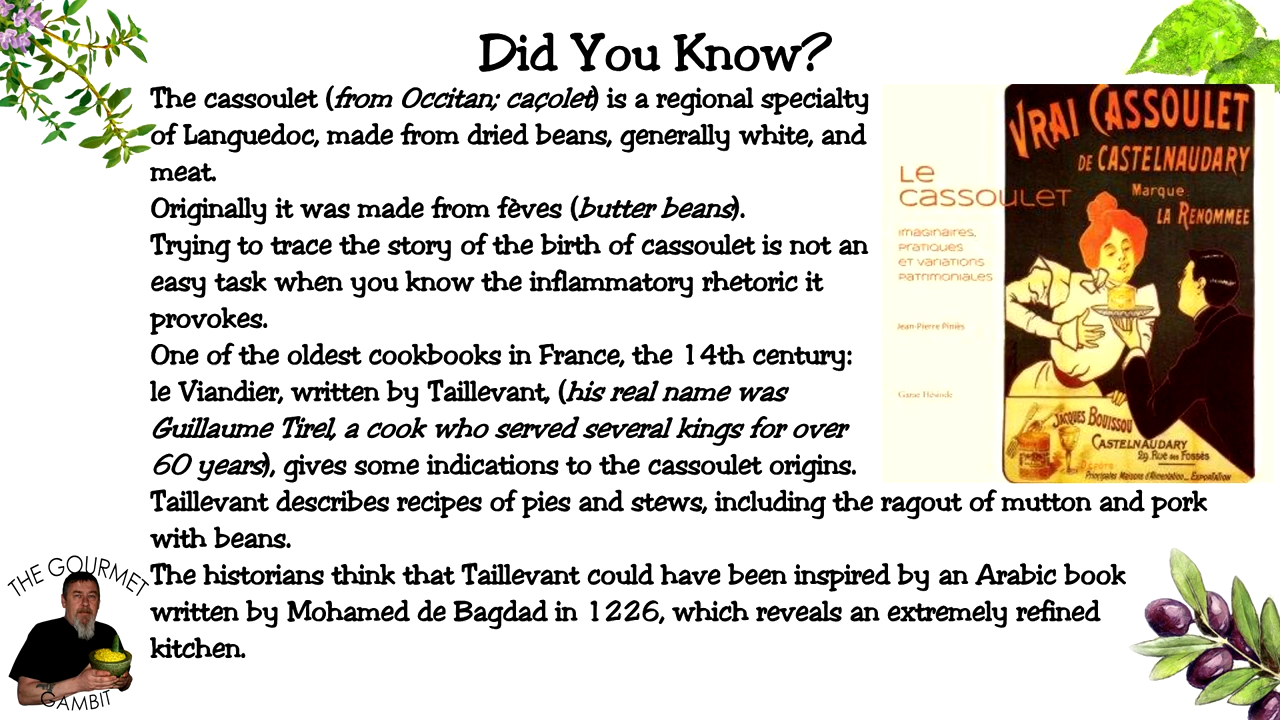 Did You Know?
The cassoulet (from Occitan; caçolet) is a regional specialty
of Languedoc, made from dried beans, generally white, and
meat.
Originally it was made from fèves (butter beans).
Trying to trace the story of the birth of cassoulet is not an
easy task when you know the inflammatory rhetoric it
provokes.
One of the oldest cookbooks in France, the 14th century:
le Viandier, written by Taillevant, (his real name was
Guillaume Tirel, a cook who served several kings for over
60 years), gives some indications to the cassoulet origins.
Taillevant describes recipes of pies and stews, including the ragout of mutton and pork
with beans.
The historians think that Taillevant could have been inspired by an Arabic book
written by Mohamed de Bagdad in 1226, which reveals an extremely refined
kitchen.
Le
cassoulet
imaginaires,
pratiques
et variations
patrimoniales
Jean-Pierre Piniès
Garae Hésiode
VRAI CASSOULET
DE CASTELNAUDARY
Marque
LA RENOMMEE
JACQUES BOUISSOU
CASTELNAUDARY
29, Rue des Fossés
Principales Maisons d'Alimentation_ EXPORTATION
THE GOURMET
GAMBIT